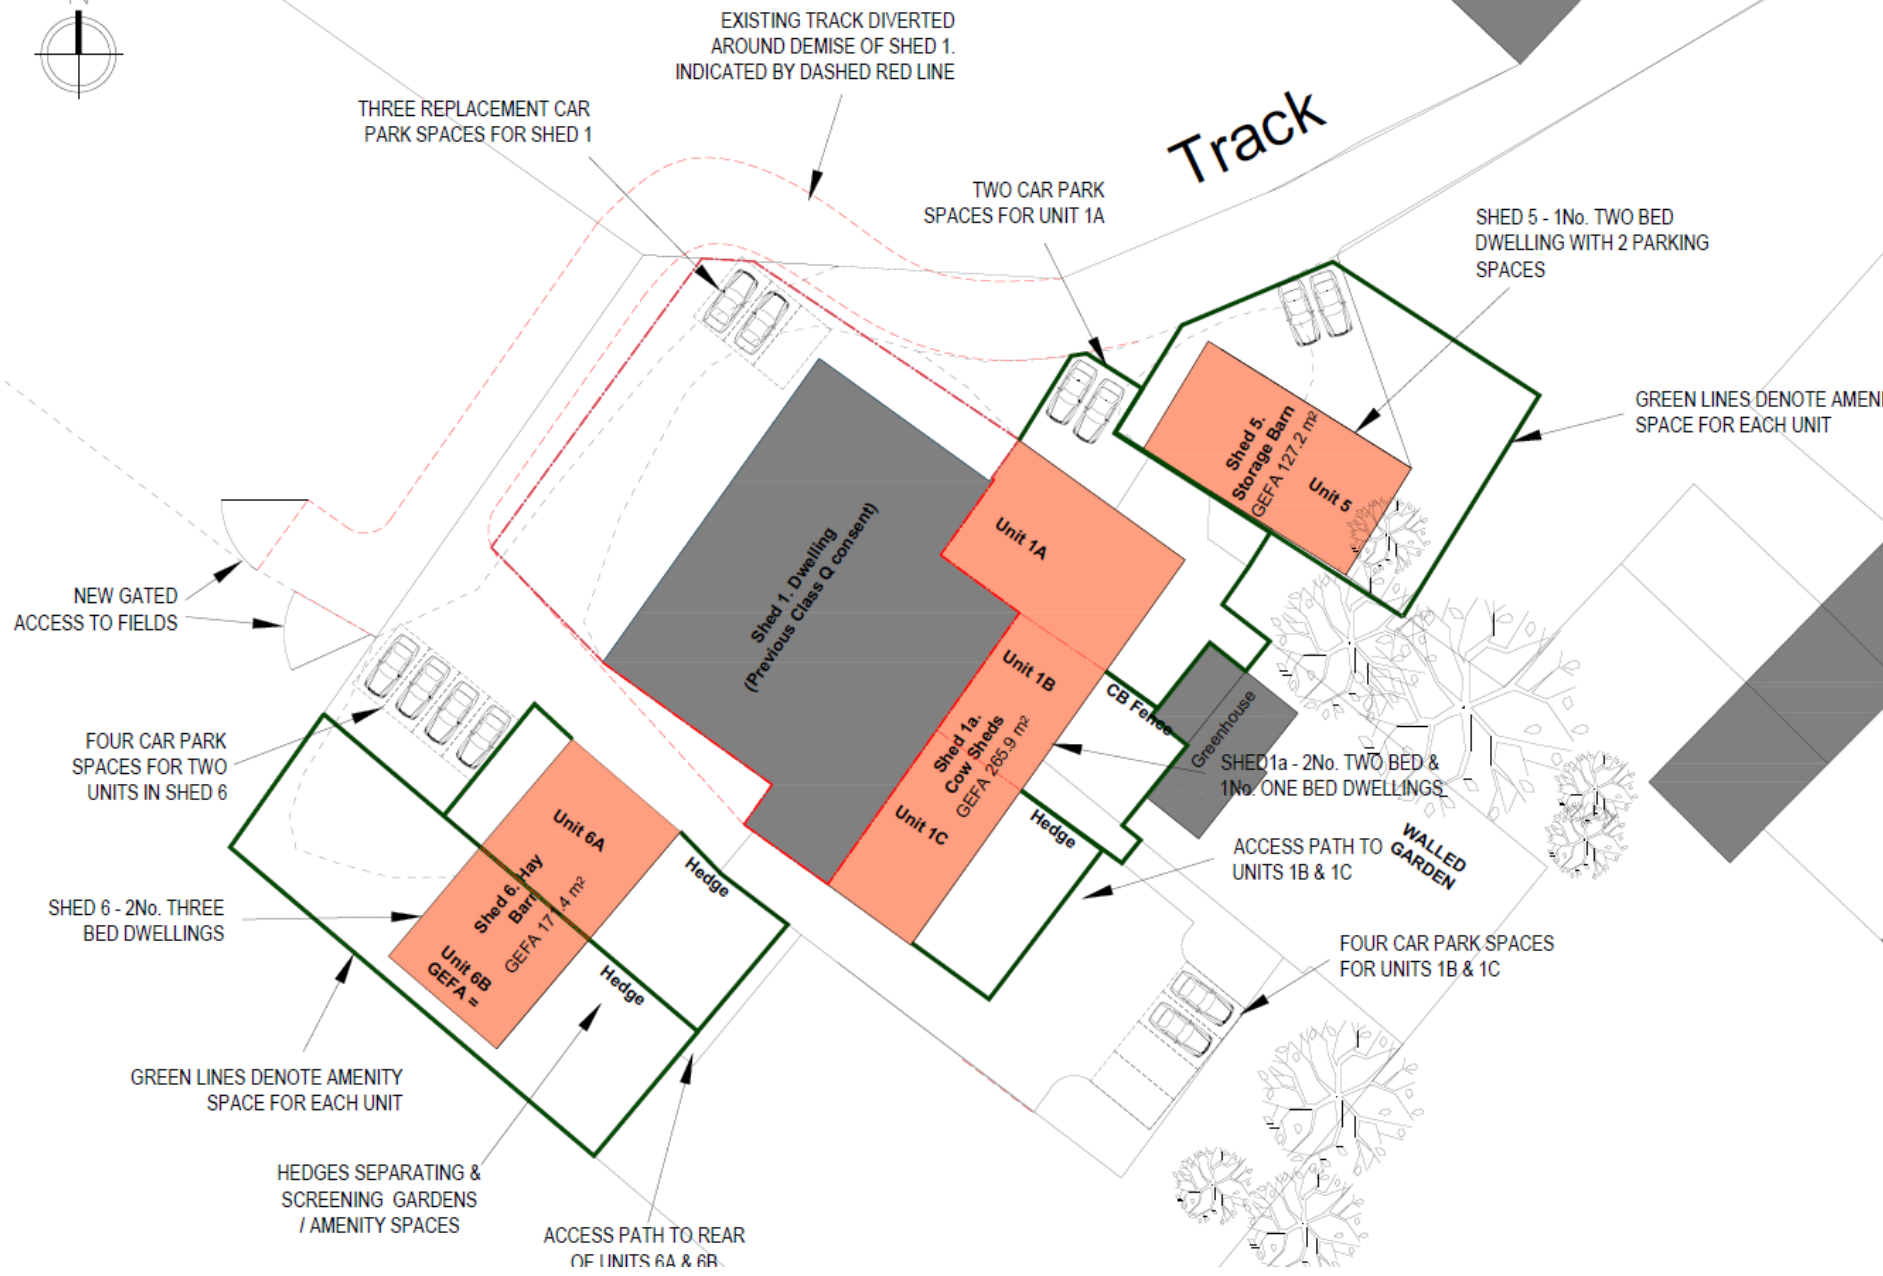 EXISTING TRACK DIVERTED
AROUND DEMISE OF SHED 1.
INDICATED BY DASHED RED LINE
THREE REPLACEMENT CAR
PARK SPACES FOR SHED 1
Track
TWO CAR PARK
SPACES FOR UNIT 1A
SHED 5 - 1No. TWO BED
DWELLING WITH 2 PARKING
SPACES
GREEN LINES DENOTE AMEN
SPACE FOR EACH UNIT
Shed 5.
Storage Barn
GEFA 127.2 m²
Unit 5
Unit 1A
Shed 1. Dwelling
(Previous Class Q consent)
NEW GATED
ACCESS TO FIELDS
Unit 1B
CB Fence
Greenhouse
Shed 1a.
Cow Sheds
GEFA 265.9 m²
SHED1a - 2No. TWO BED &
1No. ONE BED DWELLINGS
FOUR CAR PARK
SPACES FOR TWO
UNITS IN SHED 6
Unit 1C
Hedge
Unit 6A
ACCESS PATH TO
UNITS 1B & 1C
WALLED
GARDEN
Hedge
Shed 6. Hay
Barn
GEFA 171.4 m²
SHED 6 - 2No. THREE
BED DWELLINGS
Unit 6B
GEFA =
Hedge
FOUR CAR PARK SPACES
FOR UNITS 1B & 1C
GREEN LINES DENOTE AMENITY
SPACE FOR EACH UNIT
HEDGES SEPARATING &
SCREENING GARDENS
/ AMENITY SPACES
ACCESS PATH TO REAR
OF UNITS 6A & 6B